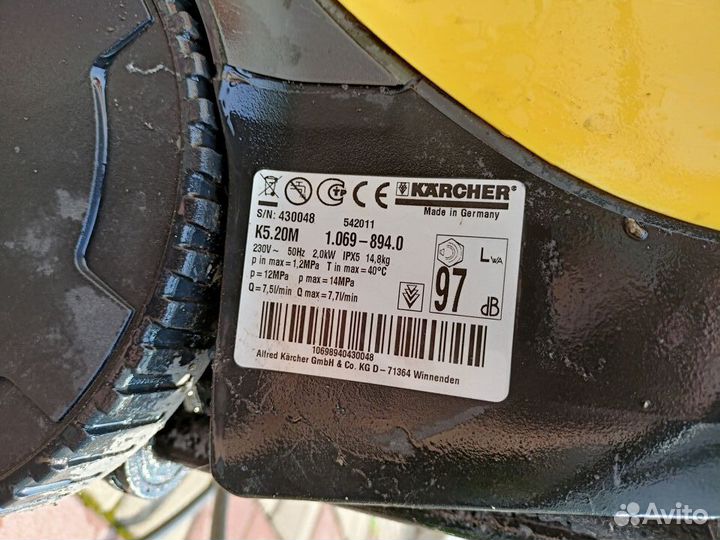 KÄRCHER®
Made in Germany
S/N: 430048 542011
K5.20M 1.069-894.0
230V~ 50Hz 2,0kW IPX5 14,8kg
p in max=1,2MPa T in max=40°C
p=12MPa p max=14MPa
Q=7,5l/min Q max=7,7l/min
LWA
97
dB
10698940430048
Alfred Kärcher GmbH & Co. KG D-71364 Winnenden
Avito